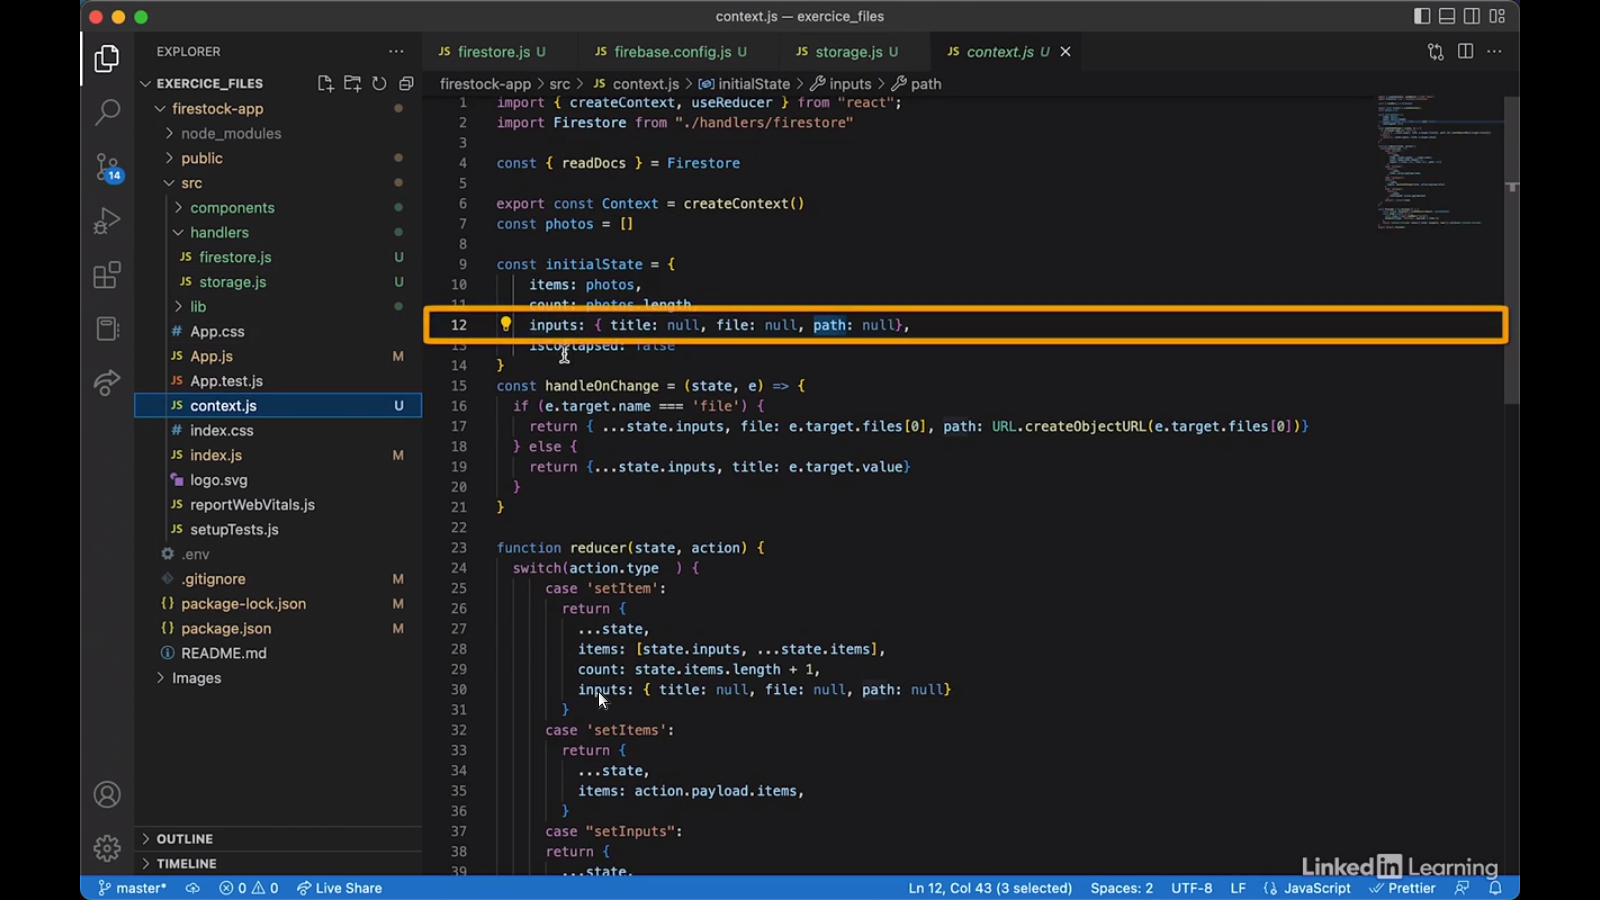 context.js — exercice_files
EXPLORER
EXERCICE_FILES
firestock-app
node_modules
public
src
components
handlers
JS firestore.js U
JS storage.js U
lib
# App.css
JS App.js M
JS App.test.js
JS context.js U
# index.css
JS index.js M
logo.svg
JS reportWebVitals.js
JS setupTests.js
.env
.gitignore M
{} package-lock.json M
{} package.json M
README.md
Images
OUTLINE
TIMELINE
14
JS firestore.js U JS firebase.config.js U JS storage.js U JS context.js U
firestock-app > src > JS context.js > initialState > inputs > path
1 import { createContext, useReducer } from "react";
2 import Firestore from "./handlers/firestore"
3
4 const { readDocs } = Firestore
5
6 export const Context = createContext()
7 const photos = []
8
9 const initialState = {
10 items: photos,
11 count: photos.length,
12 inputs: { title: null, file: null, path: null},
13 isCollapsed: false
14 }
15 const handleOnChange = (state, e) => {
16 if (e.target.name === 'file') {
17 return { ...state.inputs, file: e.target.files[0], path: URL.createObjectURL(e.target.files[0])}
18 } else {
19 return {...state.inputs, title: e.target.value}
20 }
21 }
22
23 function reducer(state, action) {
24 switch(action.type ) {
25 case 'setItem':
26 return {
27 ...state,
28 items: [state.inputs, ...state.items],
29 count: state.items.length + 1,
30 inputs: { title: null, file: null, path: null}
31 }
32 case 'setItems':
33 return {
34 ...state,
35 items: action.payload.items,
36 }
37 case "setInputs":
38 return {
39 ...state,
LinkedIn Learning
master* 0 0 Live Share Ln 12, Col 43 (3 selected) Spaces: 2 UTF-8 LF {} JavaScript Prettier